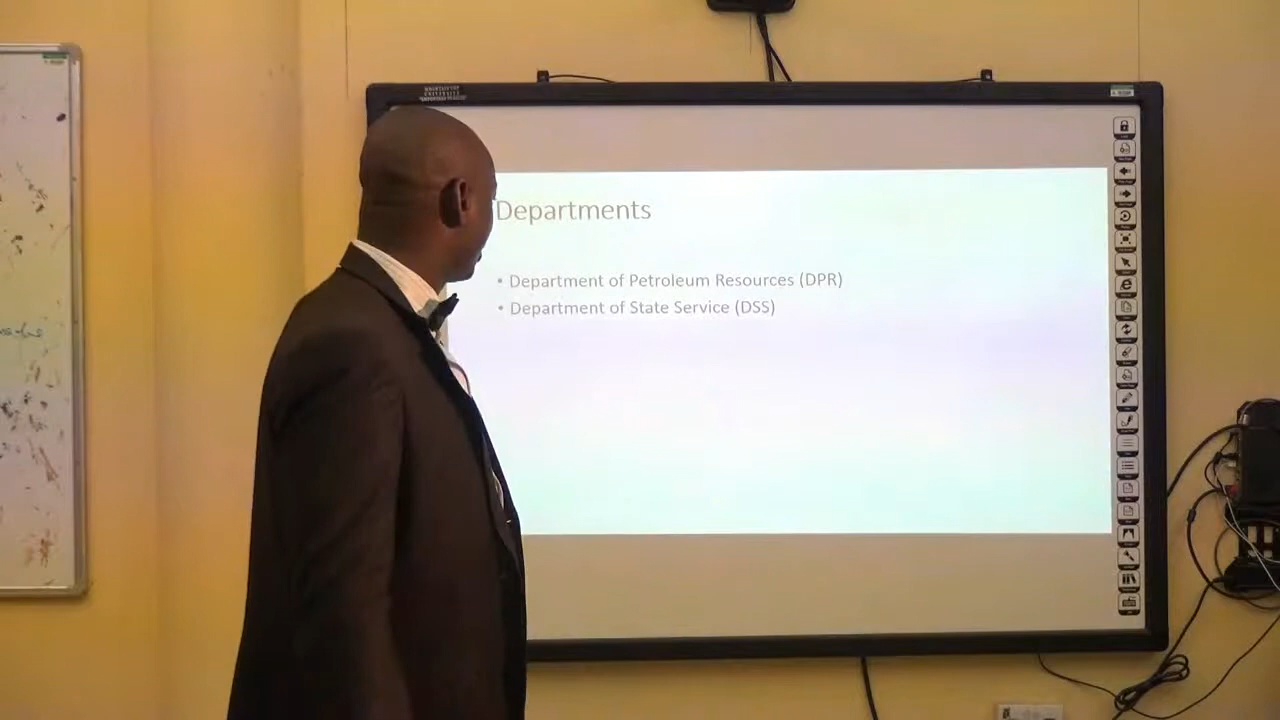 Departments
• Department of Petroleum Resources (DPR)
• Department of State Service (DSS)